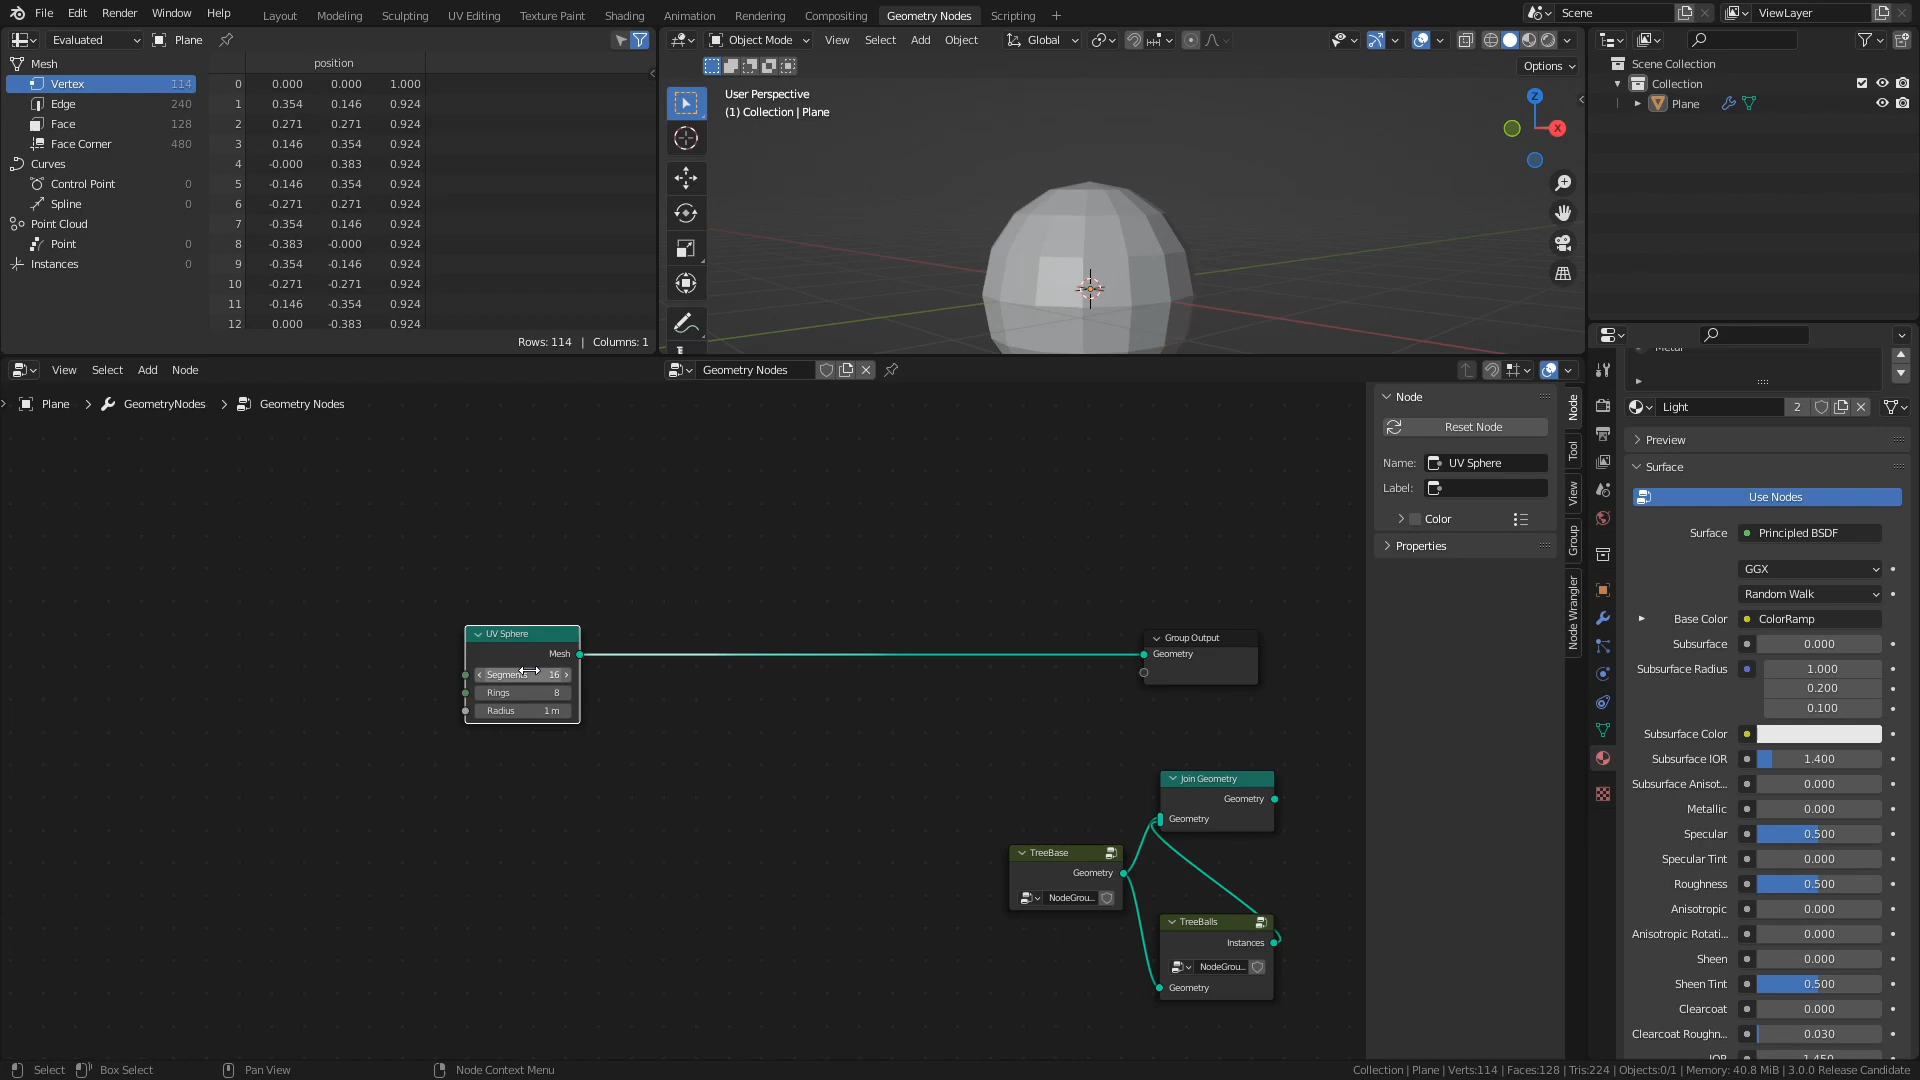 File Edit Render Window Help Layout Modeling Sculpting UV Editing Texture Paint Shading Animation Rendering Compositing Geometry Nodes Scripting + Scene ViewLayer
Evaluated Plane
Object Mode View Select Add Object Global
Options
position
Mesh
Vertex 114
Edge 240
Face 128
Face Corner 480
Curves
Control Point 0
Spline 0
Point Cloud
Point 0
Instances 0
0 0.000 0.000 1.000
1 0.354 0.146 0.924
2 0.271 0.271 0.924
3 0.146 0.354 0.924
4 -0.000 0.383 0.924
5 -0.146 0.354 0.924
6 -0.271 0.271 0.924
7 -0.354 0.146 0.924
8 -0.383 -0.000 0.924
9 -0.354 -0.146 0.924
10 -0.271 -0.271 0.924
11 -0.146 -0.354 0.924
12 0.000 -0.383 0.924
Rows: 114 | Columns: 1
User Perspective
(1) Collection | Plane
Z
X
Scene Collection
Collection
Plane
View Select Add Node Geometry Nodes
Plane GeometryNodes Geometry Nodes
UV Sphere
Mesh
Segments 16
Rings 8
Radius 1 m
Group Output
Geometry
Join Geometry
Geometry
Geometry
TreeBase
Geometry
NodeGrou...
TreeBalls
Instances
NodeGrou...
Geometry
Node
Reset Node
Name: UV Sphere
Label:
Color
Properties
Node
Tool
View
Group
Node Wrangler
Light 2
Preview
Surface
Use Nodes
Surface Principled BSDF
GGX
Random Walk
Base Color ColorRamp
Subsurface 0.000
Subsurface Radius 1.000
0.200
0.100
Subsurface Color
Subsurface IOR 1.400
Subsurface Anisot... 0.000
Metallic 0.000
Specular 0.500
Specular Tint 0.000
Roughness 0.500
Anisotropic 0.000
Anisotropic Rotati... 0.000
Sheen 0.000
Sheen Tint 0.500
Clearcoat 0.000
Clearcoat Roughn... 0.030
IOR 1.450
Select Box Select Pan View Node Context Menu
Collection | Plane | Verts:114 | Faces:128 | Tris:224 | Objects:0/1 | Memory: 40.8 MiB | 3.0.0 Release Candidate